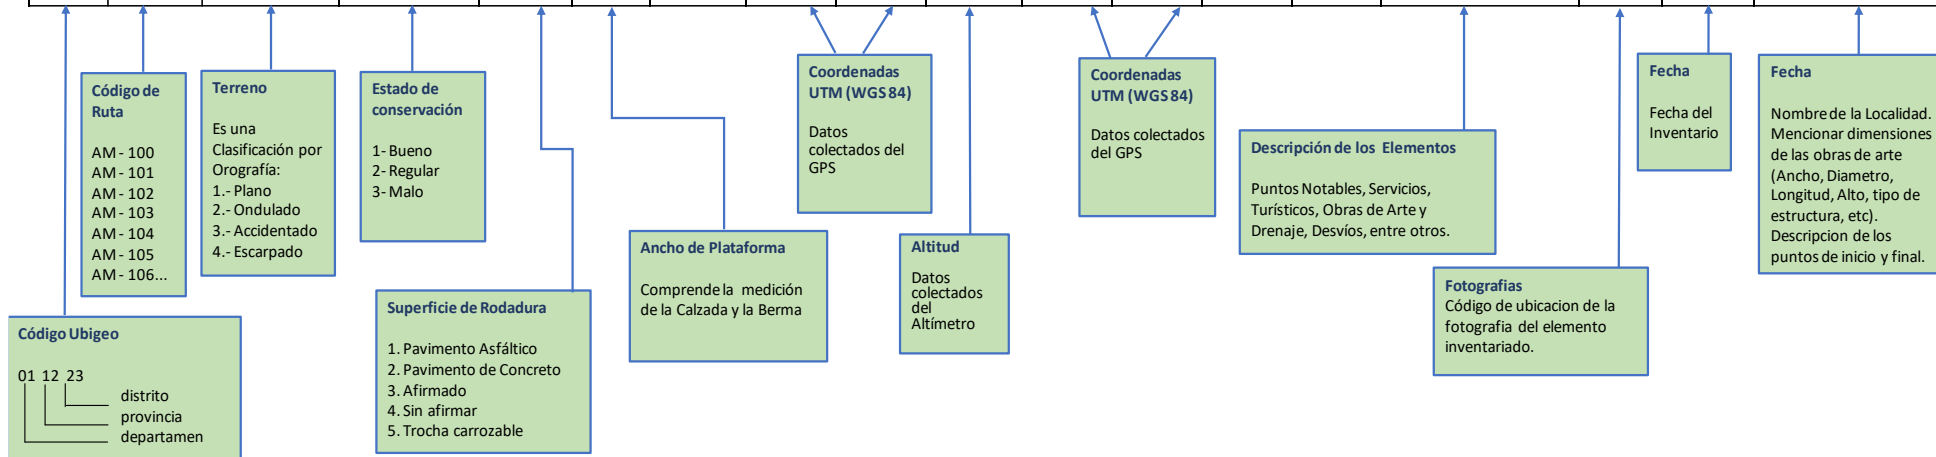 Código de
Ruta
AM - 100
AM - 101
AM - 102
AM - 103
AM - 104
AM - 105
AM - 106...
Terreno
Es una
Clasificación por
Orografía:
1.- Plano
2.- Ondulado
3.- Accidentado
4.- Escarpado
Estado de
conservación
1- Bueno
2- Regular
3- Malo
Coordenadas
UTM (WGS 84)
Datos
colectados del
GPS
Coordenadas
UTM (WGS 84)
Datos colectados
del GPS
Descripción de los Elementos
Puntos Notables, Servicios,
Turísticos, Obras de Arte y
Drenaje, Desvíos, entre otros.
Fecha
Fecha del
Inventario
Fecha
Nombre de la Localidad.
Mencionar dimensiones
de las obras de arte
(Ancho, Diametro,
Longitud, Alto, tipo de
estructura, etc).
Descripcion de los
puntos de inicio y final.
Ancho de Plataforma
Comprende la medición
de la Calzada y la Berma
Altitud
Datos
colectados
del
Altímetro
Fotografias
Código de ubicacion de la
fotografia del elemento
inventariado.
Superficie de Rodadura
1. Pavimento Asfáltico
2. Pavimento de Concreto
3. Afirmado
4. Sin afirmar
5. Trocha carrozable
Código Ubigeo
01 12 23
distrito
provincia
departamen